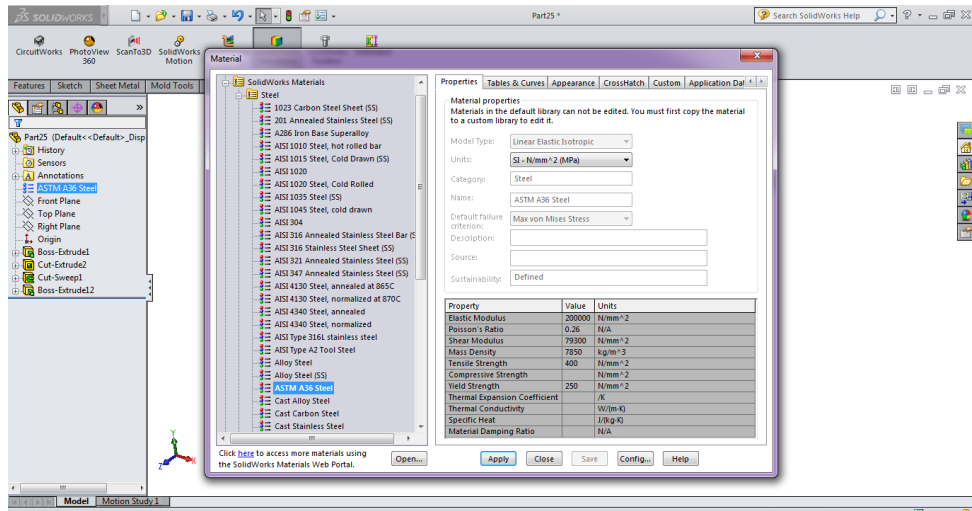 SOLIDWORKS
Part25 *
Search SolidWorks Help
CircuitWorks
PhotoView
360
ScanTo3D
SolidWorks
Motion
Features
Sketch
Sheet Metal
Mold Tools
Part25 (Default<<Default>_Disp
History
Sensors
Annotations
ASTM A36 Steel
Front Plane
Top Plane
Right Plane
Origin
Boss-Extrude1
Cut-Extrude2
Cut-Sweep1
Boss-Extrude12
Y
Z
X
Model
Motion Study 1
Material
SolidWorks Materials
Steel
1023 Carbon Steel Sheet (SS)
201 Annealed Stainless Steel (SS)
A286 Iron Base Superalloy
AISI 1010 Steel, hot rolled bar
AISI 1015 Steel, Cold Drawn (SS)
AISI 1020
AISI 1020 Steel, Cold Rolled
AISI 1035 Steel (SS)
AISI 1045 Steel, cold drawn
AISI 304
AISI 316 Annealed Stainless Steel Bar (S
AISI 316 Stainless Steel Sheet (SS)
AISI 321 Annealed Stainless Steel (SS)
AISI 347 Annealed Stainless Steel (SS)
AISI 4130 Steel, annealed at 865C
AISI 4130 Steel, normalized at 870C
AISI 4340 Steel, annealed
AISI 4340 Steel, normalized
AISI Type 316L stainless steel
AISI Type A2 Tool Steel
Alloy Steel
Alloy Steel (SS)
ASTM A36 Steel
Cast Alloy Steel
Cast Carbon Steel
Cast Stainless Steel
Click here to access more materials using
the SolidWorks Materials Web Portal.
Open...
Properties
Tables & Curves
Appearance
CrossHatch
Custom
Application Dat
Material properties
Materials in the default library can not be edited. You must first copy the material
to a custom library to edit it.
Model Type: Linear Elastic Isotropic
Units: SI - N/mm^2 (MPa)
Category: Steel
Name: ASTM A36 Steel
Default failure
criterion: Max von Mises Stress
Description:
Source:
Sustainability: Defined
Property Value Units
Elastic Modulus 200000 N/mm^2
Poisson's Ratio 0.26 N/A
Shear Modulus 79300 N/mm^2
Mass Density 7850 kg/m^3
Tensile Strength 400 N/mm^2
Compressive Strength N/mm^2
Yield Strength 250 N/mm^2
Thermal Expansion Coefficient /K
Thermal Conductivity W/(m·K)
Specific Heat J/(kg·K)
Material Damping Ratio N/A
Apply
Close
Save
Config...
Help